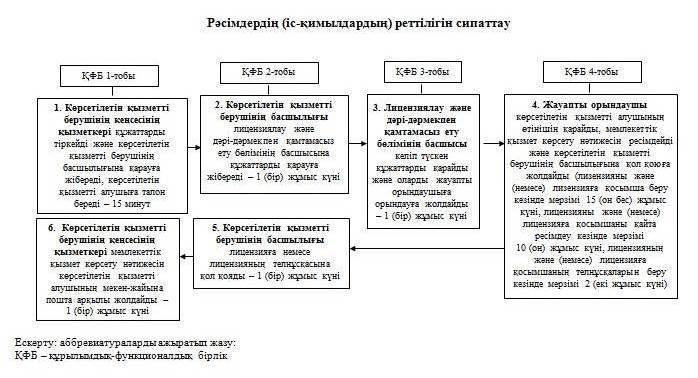 Рәсімдердің (іс-қимылдардың) реттілігін сипаттау
ҚФБ 1-тобы
ҚФБ 2-тобы
ҚФБ 3-тобы
ҚФБ 4-тобы
1. Көрсетілетін қызметті
берушінің кеңсесінің
қызметкері құжаттарды
тіркейді және көрсетілетін
қызметті берушінің
басшылығына қарауға
жібереді, көрсетілетін
қызметті алушыға талон
береді – 15 минут
2. Көрсетілетін қызметті
берушінің басшылығы
лицензиялау және
дәрі-дәрмекпен қамтамасыз
ету бөлімінің басшысына
құжаттарды қарауға
жібереді – 1 (бір) жұмыс күні
3. Лицензиялау және
дәрі-дәрмекпен
қамтамасыз ету
бөлімінің басшысы
келіп түскен
құжаттарды қарайды
және оларды жауапты
орындаушыға
орындауға жолдайды
– 1 (бір) жұмыс күні
4. Жауапты орындаушы
көрсетілетін қызметті алушының
өтінішін қарайды, мемлекеттік
қызмет көрсету нәтижесін ресімдейді
және көрсетілетін қызметті
берушінің басшылығына қол қоюға
жолдайды (лизензияны және
(немесе) лизензияға қосымша беру
кезінде мерзімі 15 (он бес) жұмыс
күні, лицензияны және (немесе)
лицензияға қосымшаны қайта
ресімдеу кезінде мерзімі
10 (он) жұмыс күні, лицензияның
және (немесе) лицензияға
қосымшаның телнұсқаларын беру
кезінде мерзімі 2 (екі жұмыс күні)
5. Көрсетілетін қызметті
берушінің басшылығы
лицензияға немесе
лицензияның телнұсқасына
қол қояды – 1 (бір) жұмыс күні
6. Көрсетілетін қызметті
берушінің кеңсесінің
қызметкері мемлекеттік
қызмет көрсету нәтижесін
көрсетілетін қызметті
алушының мекен-жайына
пошта арқылы жолдайды –
1 (бір) жұмыс күні
Ескерту: аббревиатураларды ажыратып жазу:
ҚФБ – құрылымдық-функционалдық бірлік